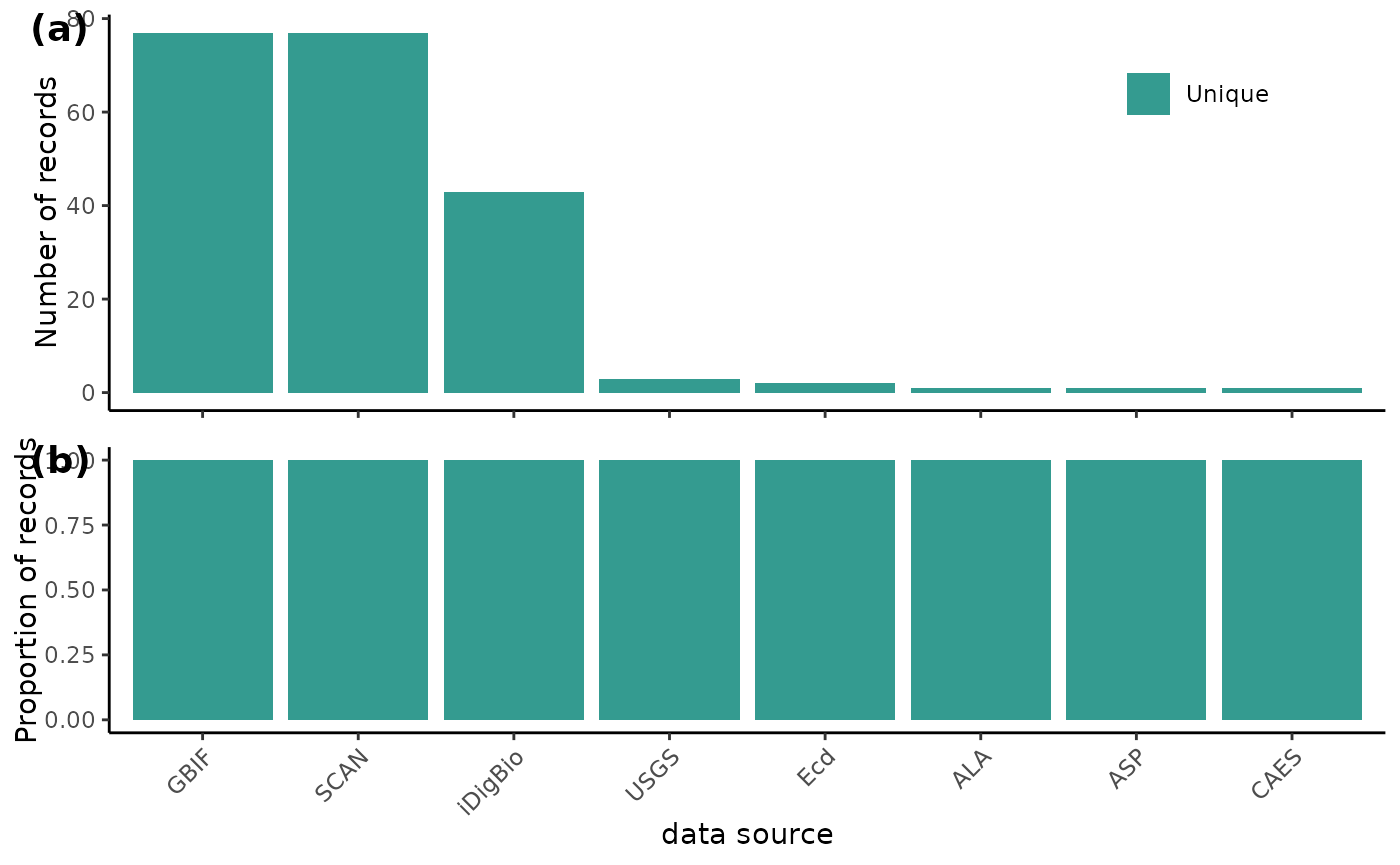 (a)
80
60
40
20
0
Number of records
Unique
(b)
1.00
0.75
0.50
0.25
0.00
Proportion of records
GBIF
SCAN
iDigBio
USGS
Ecd
ALA
ASP
CAES
data source